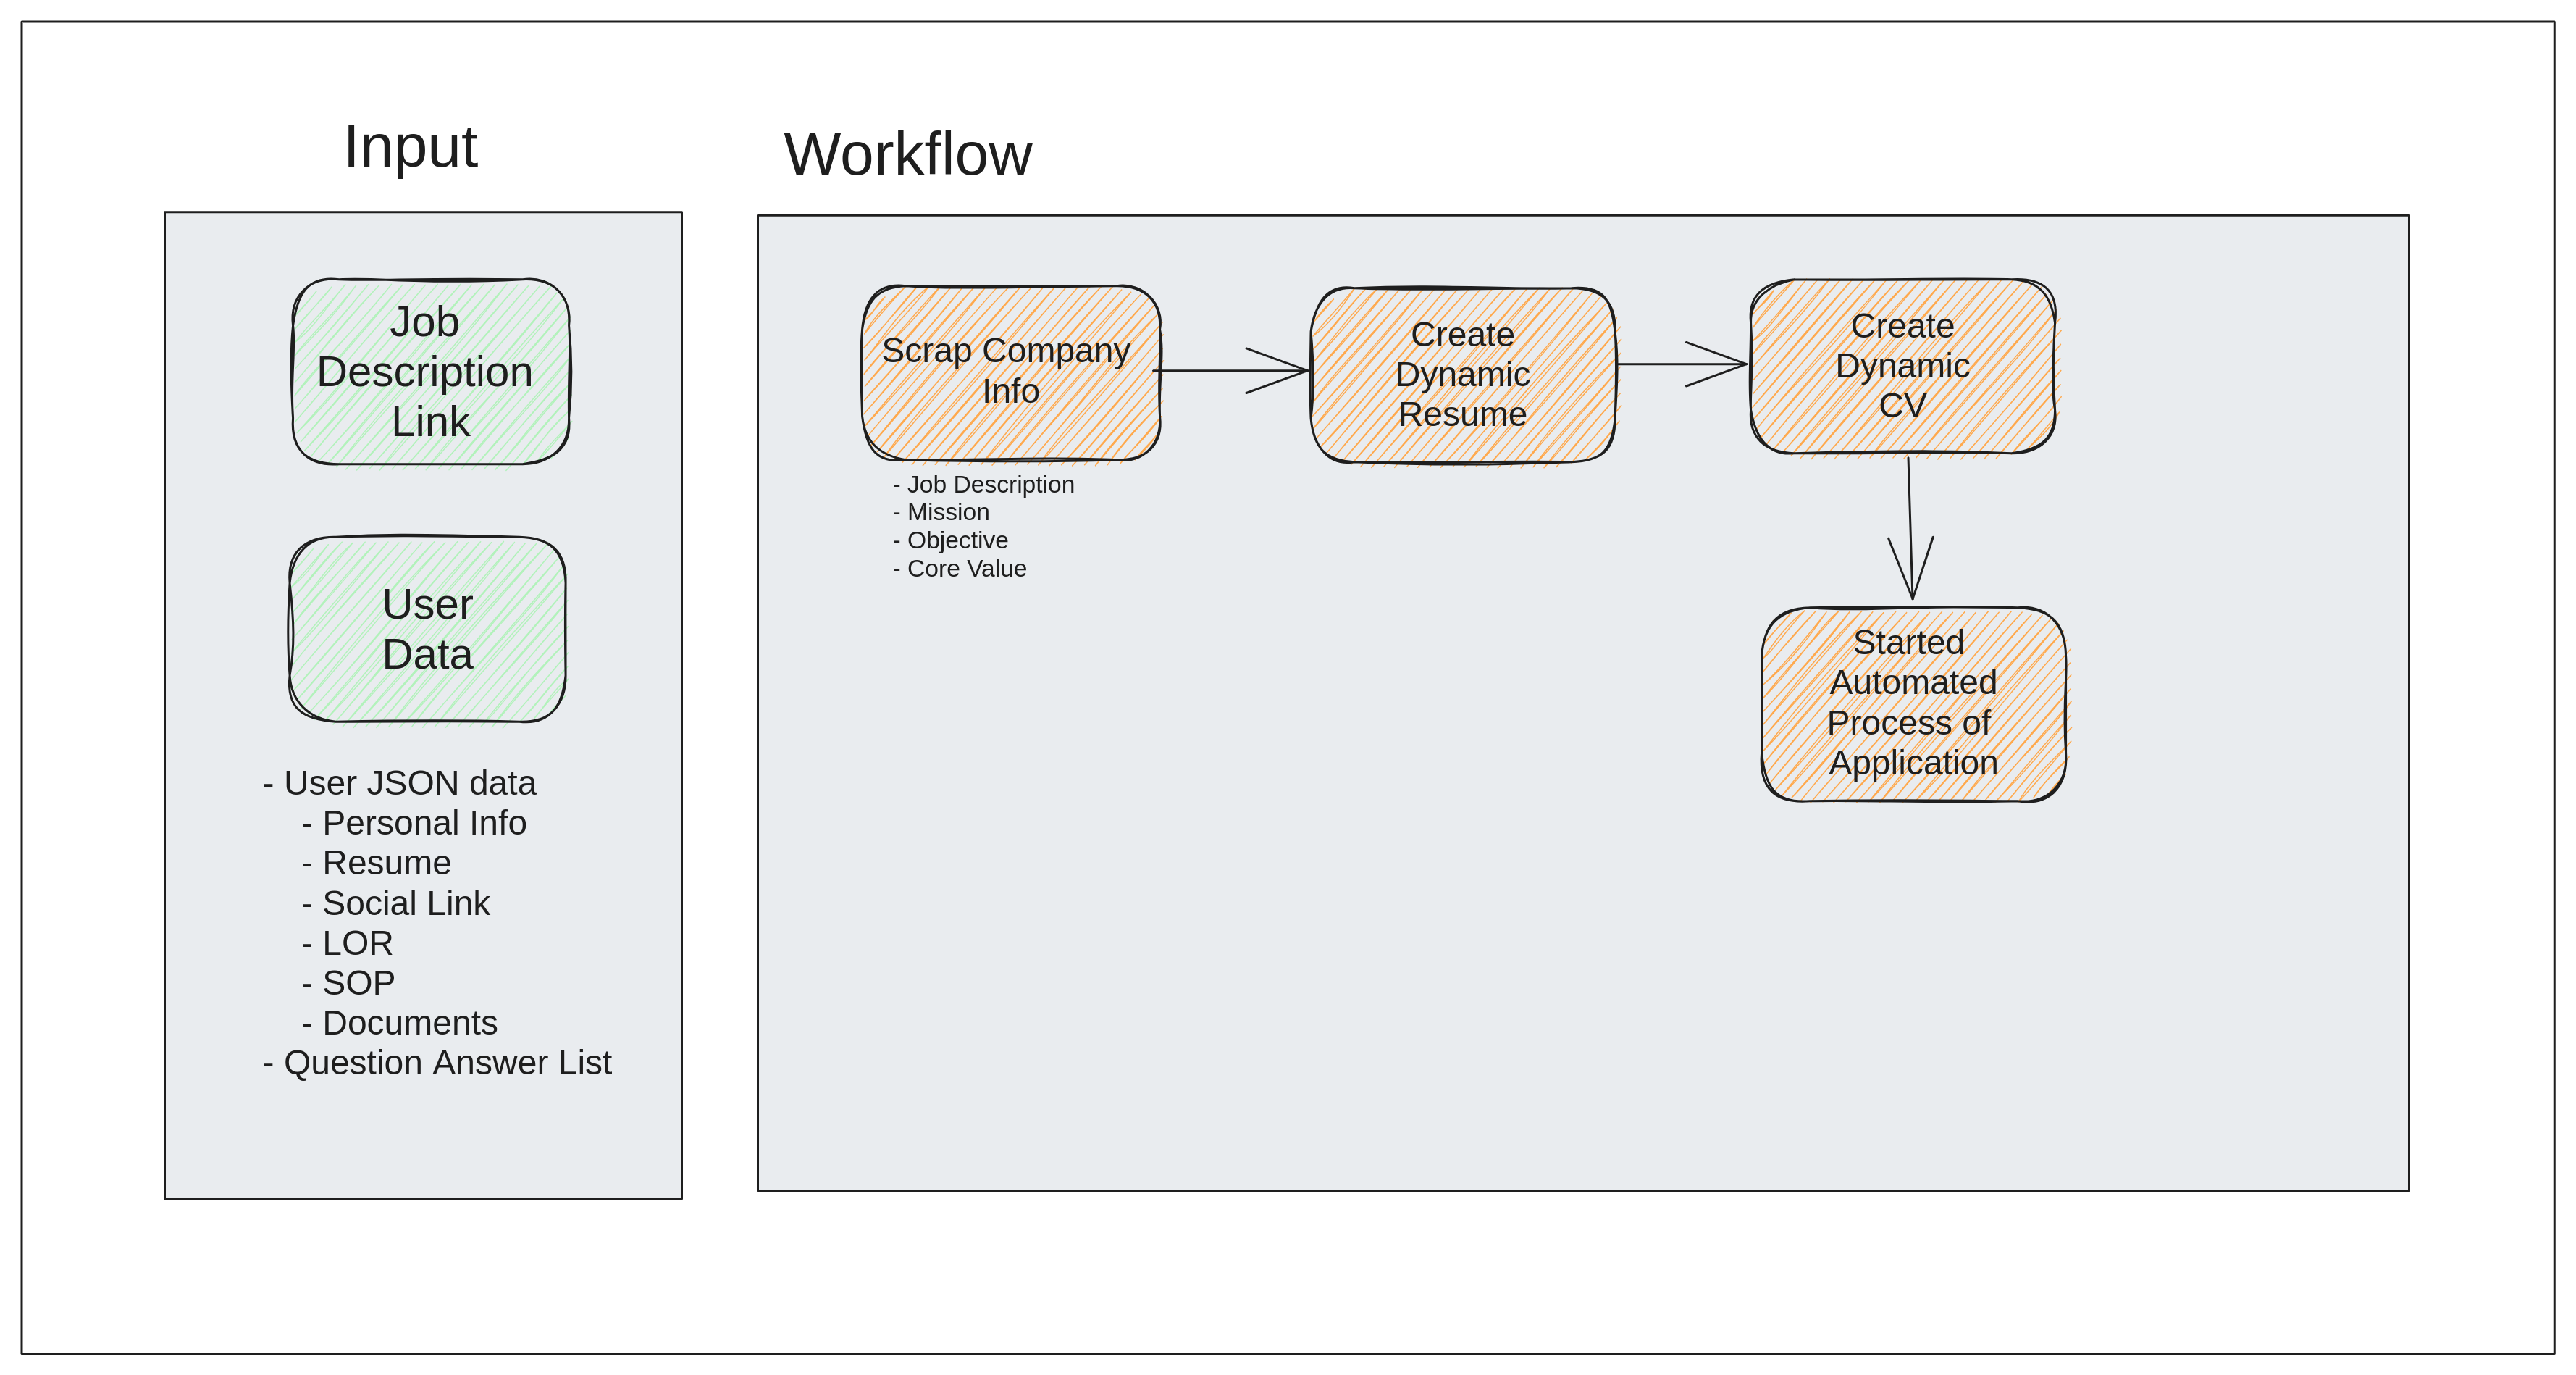 Input
Job
Description
Link
User
Data
- User JSON data
- Personal Info
- Resume
- Social Link
- LOR
- SOP
- Documents
- Question Answer List
Workflow
Scrap Company
Info
- Job Description
- Mission
- Objective
- Core Value
Create
Dynamic
Resume
Create
Dynamic
CV
Started
Automated
Process of
Application